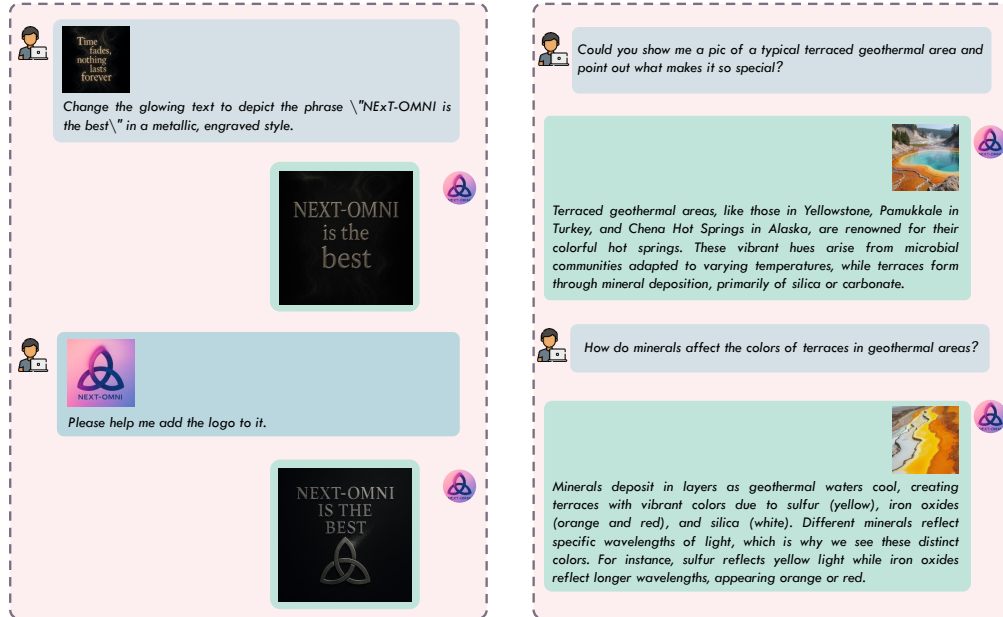 Time
fades,
nothing
lasts
forever
Change the glowing text to depict the phrase \"NExT-OMNI is
the best\" in a metallic, engraved style.
NEXT-OMNI
is the
best
NEXT-OMNI
Please help me add the logo to it.
NEXT-OMNI
IS THE
BEST
Could you show me a pic of a typical terraced geothermal area and
point out what makes it so special?
Terraced geothermal areas, like those in Yellowstone, Pamukkale in
Turkey, and Chena Hot Springs in Alaska, are renowned for their
colorful hot springs. These vibrant hues arise from microbial
communities adapted to varying temperatures, while terraces form
through mineral deposition, primarily of silica or carbonate.
How do minerals affect the colors of terraces in geothermal areas?
Minerals deposit in layers as geothermal waters cool, creating
terraces with vibrant colors due to sulfur (yellow), iron oxides
(orange and red), and silica (white). Different minerals reflect
specific wavelengths of light, which is why we see these distinct
colors. For instance, sulfur reflects yellow light while iron oxides
reflect longer wavelengths, appearing orange or red.